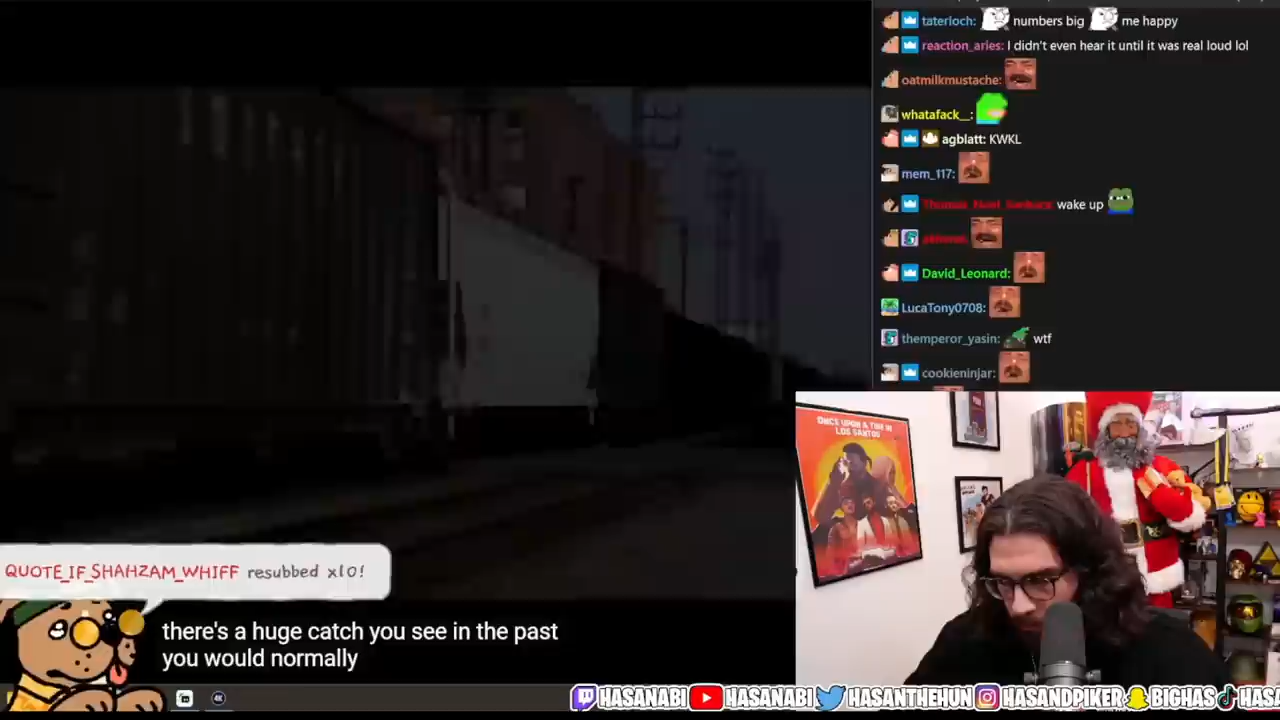 taterloch: numbers big me happy
reaction_aries: I didn't even hear it until it was real loud lol
oatmilkmustache:
whatafack__:
agblatt: KWKL
mem_117:
wake up
David_Leonard:
LucaTony0708:
themperor_yasin: wtf
cookieninjar:
ONCE UPON A TIME IN
LOS SANTOS
QUOTE_IF_SHAHZAM_WHIFF resubbed x10!
there's a huge catch you see in the past
you would normally
HASANABI HASANABI HASANTHEHUN HASANDPIKER BIGHAS HASA